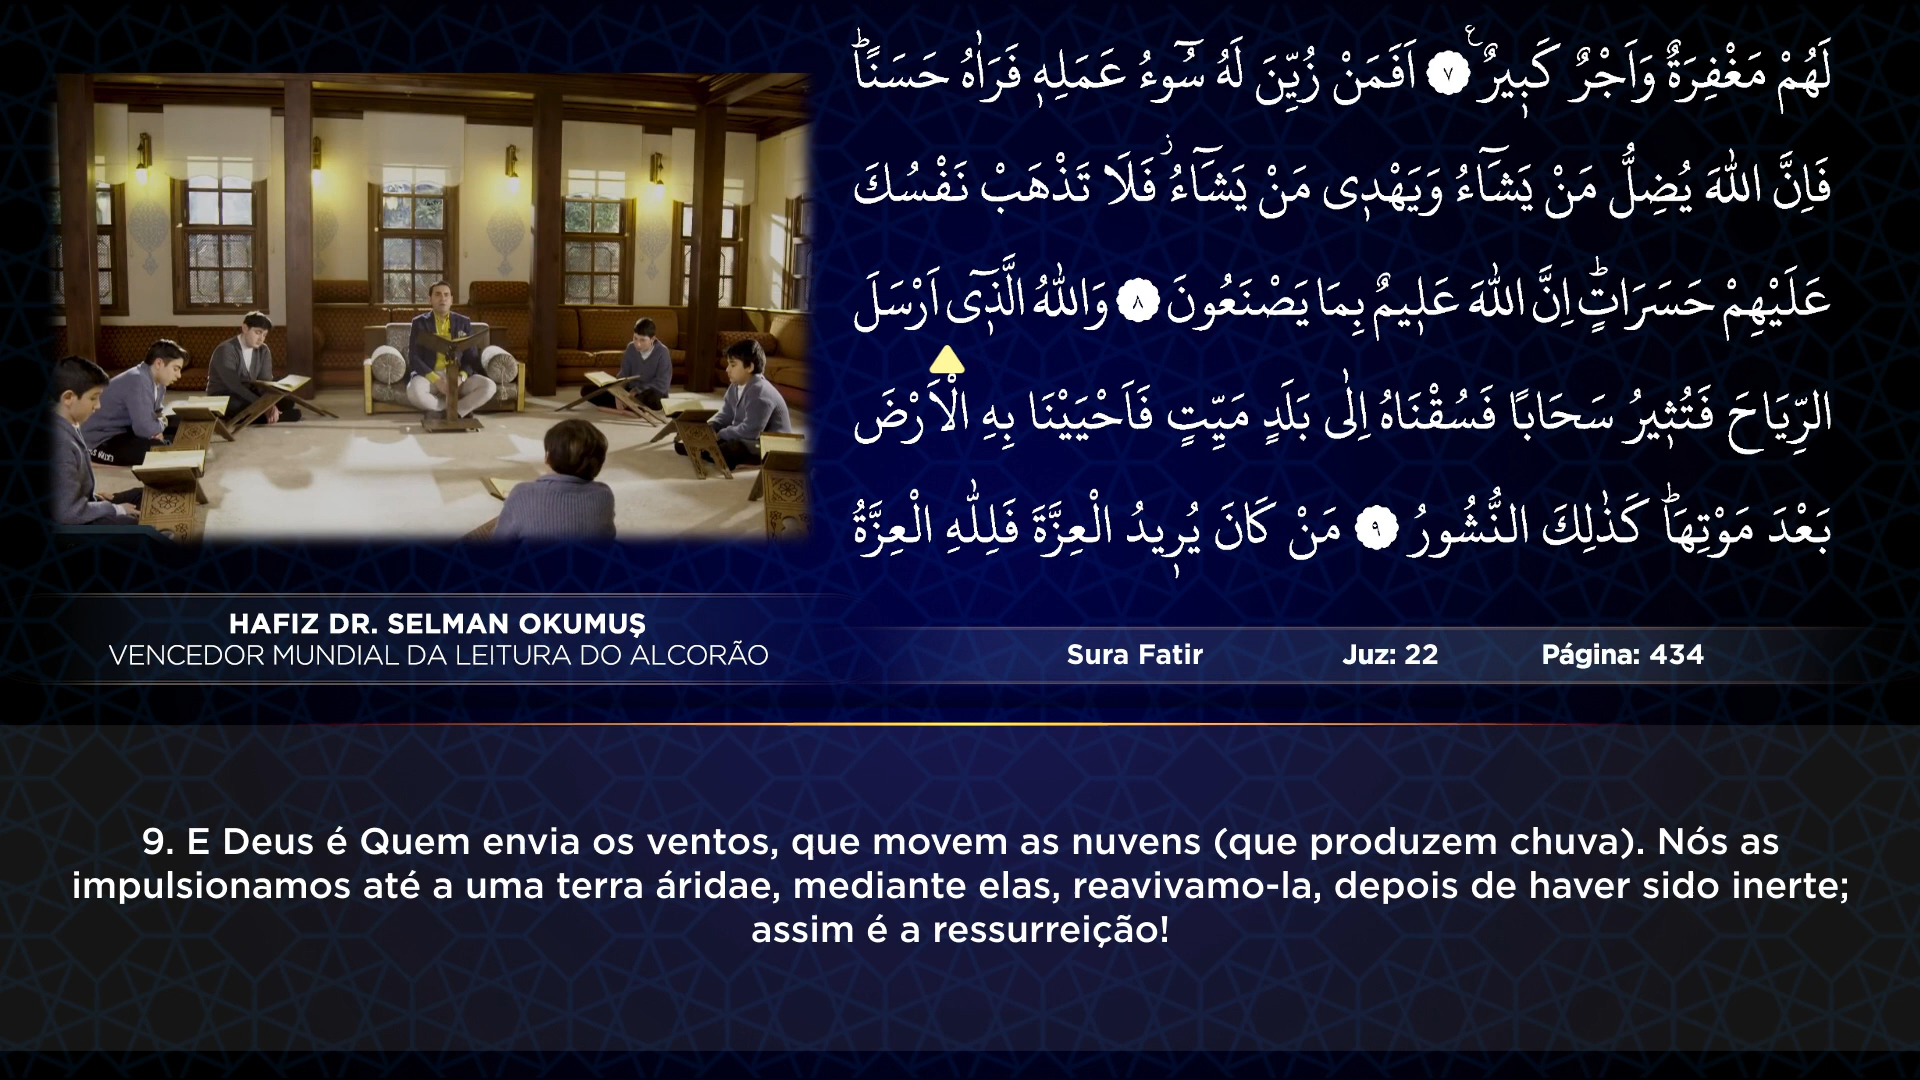 لَهُمْ مَغْفِرَةٌ وَاَجْرٌ كَب۪يرٌ ۟ ﴿٧﴾ اَفَمَنْ زُيِّنَ لَهُ سُٓوءُ عَمَلِه۪ فَرَاٰهُ حَسَنًاۜ
فَاِنَّ اللّٰهَ يُضِلُّ مَنْ يَشَٓاءُ وَيَهْد۪ى مَنْ يَشَٓاءُۘ فَلَا تَذْهَبْ نَفْسُكَ
عَلَيْهِمْ حَسَرَاتٍۜ اِنَّ اللّٰهَ عَل۪يمٌ بِمَا يَصْنَعُونَ ﴿٨﴾ وَاللّٰهُ الَّذ۪ٓى اَرْسَلَ
الرِّيَاحَ فَتُث۪يرُ سَحَابًا فَسُقْنَاهُ اِلٰى بَلَدٍ مَيِّتٍ فَاَحْيَيْنَا بِهِ الْاَرْضَ
بَعْدَ مَوْتِهَاۜ كَذٰلِكَ النُّشُورُ ﴿٩﴾ مَنْ كَانَ يُر۪يدُ الْعِزَّةَ فَلِلّٰهِ الْعِزَّةُ
HAFIZ DR. SELMAN OKUMUŞ
VENCEDOR MUNDIAL DA LEITURA DO ALCORÃO
Sura Fatir Juz: 22 Página: 434
9. E Deus é Quem envia os ventos, que movem as nuvens (que produzem chuva). Nós as
impulsionamos até a uma terra áridae, mediante elas, reavivamo-la, depois de haver sido inerte;
assim é a ressurreição!